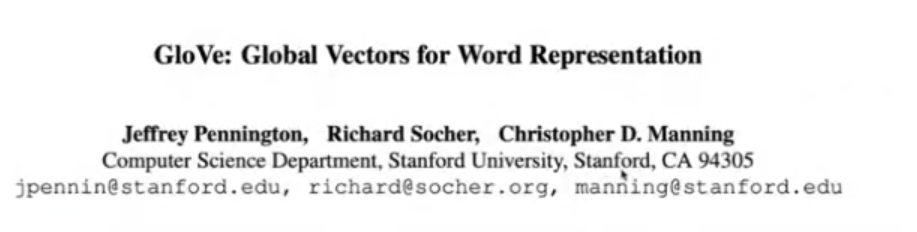 GloVe: Global Vectors for Word Representation
Jeffrey Pennington, Richard Socher, Christopher D. Manning
Computer Science Department, Stanford University, Stanford, CA 94305
jpennin@stanford.edu, richard@socher.org, manning@stanford.edu